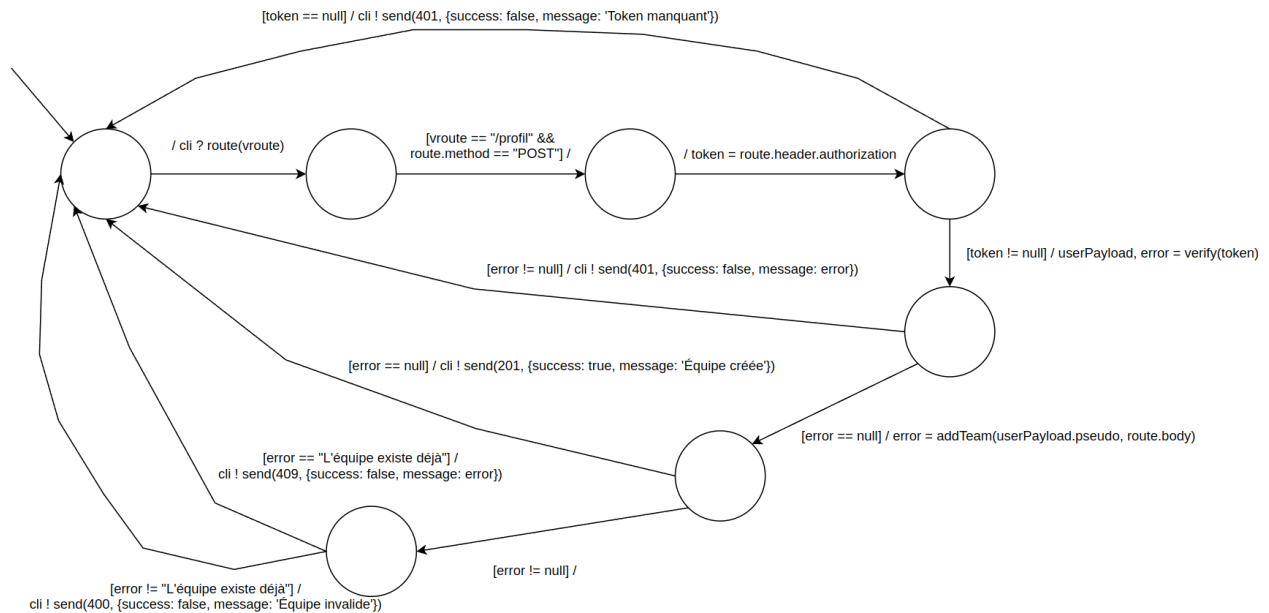 [token == null] / cli ! send(401, {success: false, message: 'Token manquant'})
/ cli ? route(vroute)
[vroute == "/profil" &&
route.method == "POST"] /
/ token = route.header.authorization
[token != null] / userPayload, error = verify(token)
[error != null] / cli ! send(401, {success: false, message: error})
[error == null] / cli ! send(201, {success: true, message: 'Équipe créée'})
[error == null] / error = addTeam(userPayload.pseudo, route.body)
[error == "L'équipe existe déjà"] /
cli ! send(409, {success: false, message: error})
[error != null] /
[error != "L'équipe existe déjà"] /
cli ! send(400, {success: false, message: 'Équipe invalide'})